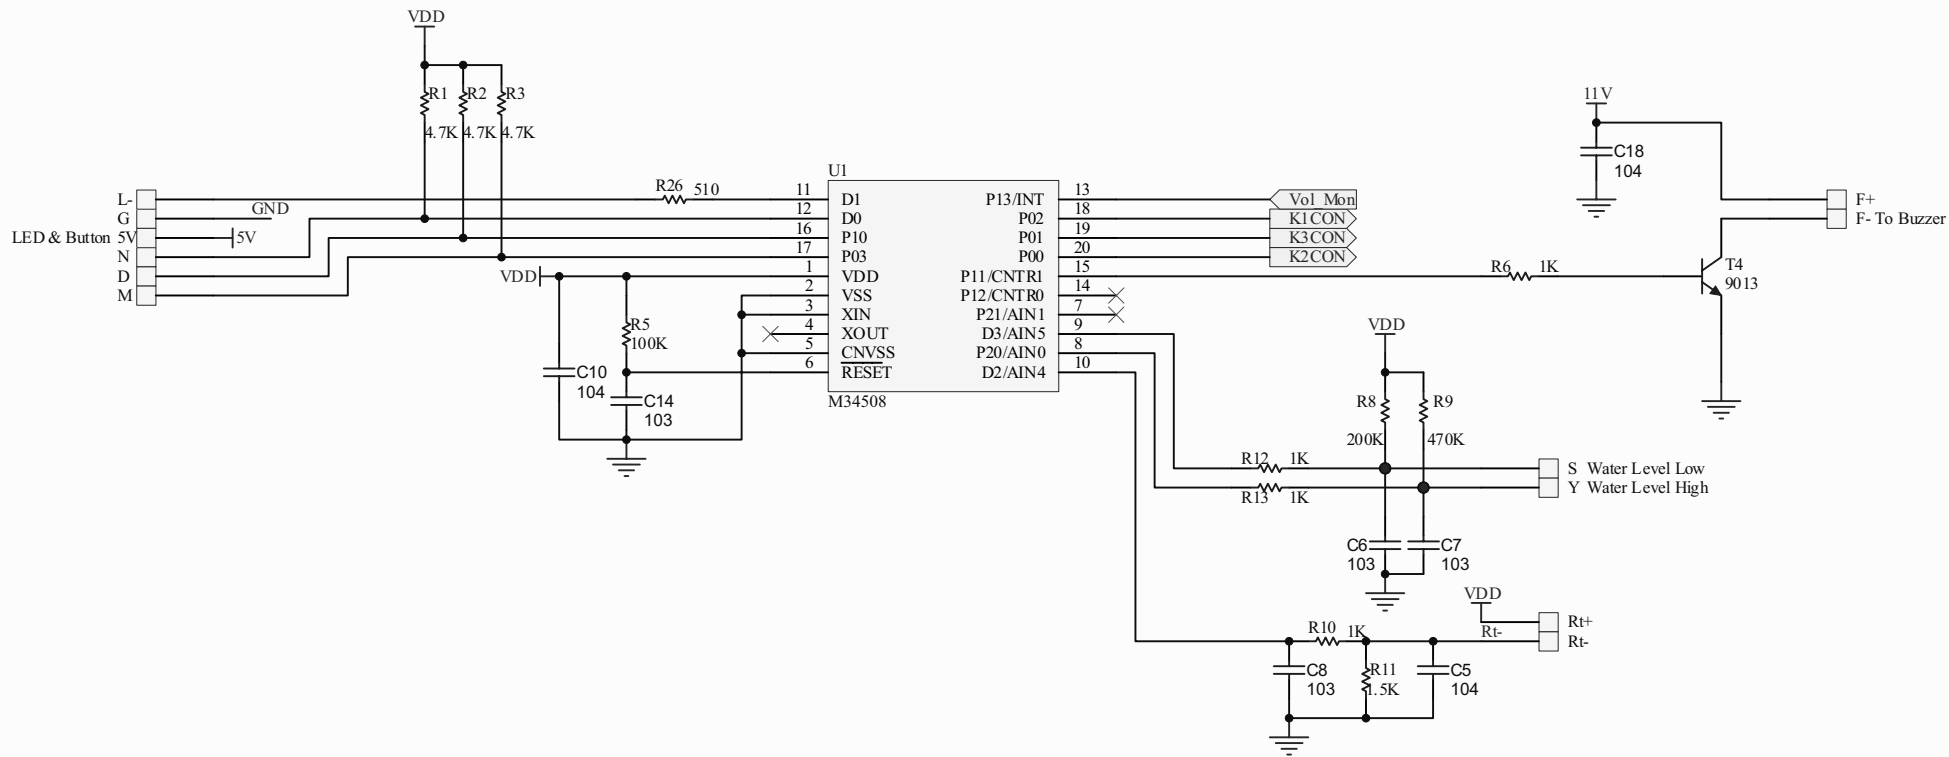 VDD
R1 R2 R3
4.7K 4.7K 4.7K
11V
C18
104
U1
R26 510 11 D1 P13/INT 13 Vol_Mon
12 D0 P02 18 K1CON
16 P10 P01 19 K3CON
17 P03 P00 20 K2CON
1 VDD P11/CNTR1 15 R6 1K
2 VSS P12/CNTR0 14
3 XIN P21/AIN1 7
4 XOUT D3/AIN5 9
5 CNVSS P20/AIN0 8
6 RESET D2/AIN4 10
M34508
L-
G GND
LED & Button 5V 5V
N
D
M
VDD
R5
100K
C10
104
C14
103
F+
F- To Buzzer
T4
9013
VDD
R8 R9
200K 470K
R12 1K S Water Level Low
R13 1K Y Water Level High
C6 C7
103 103
VDD
Rt+
R10 1K Rt- Rt-
C8 R11 C5
103 1.5K 104